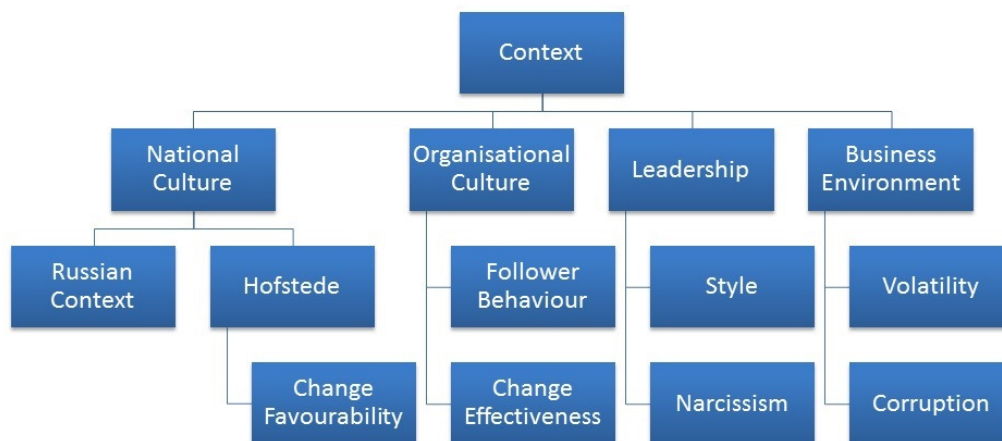 Context
National
Culture
Organisational
Culture
Leadership
Business
Environment
Russian
Context
Hofstede
Follower
Behaviour
Style
Volatility
Change
Favourability
Change
Effectiveness
Narcissism
Corruption